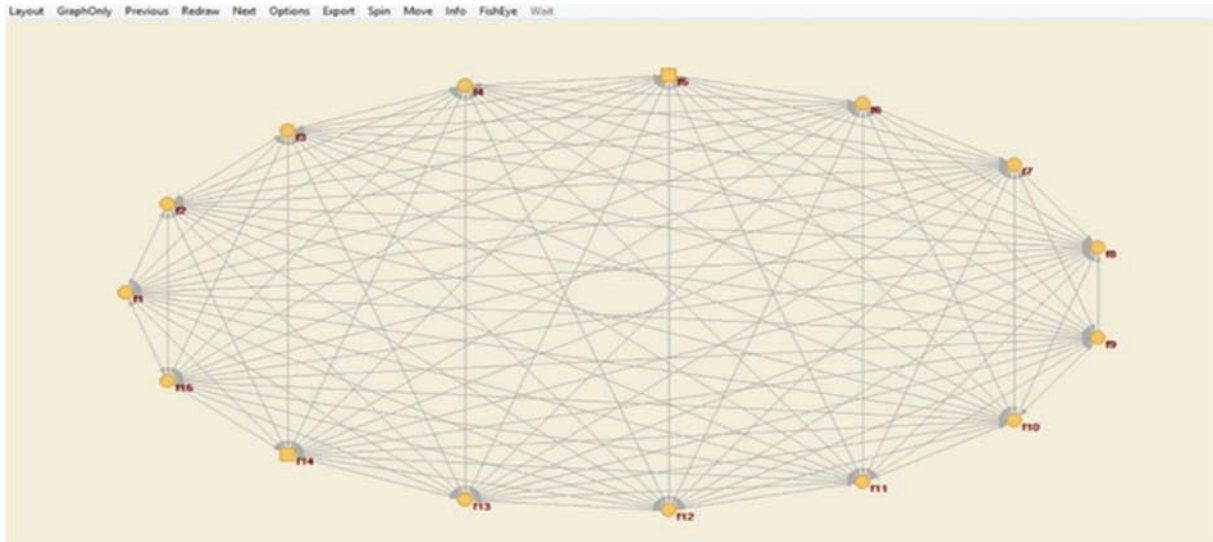 Layout GraphOnly Previous Redraw Next Options Export Spin Move Info FishEye Wait
f5
f4
f6
f3
f7
f2
f8
f1
f9
f15
f10
f14
f11
f13
f12